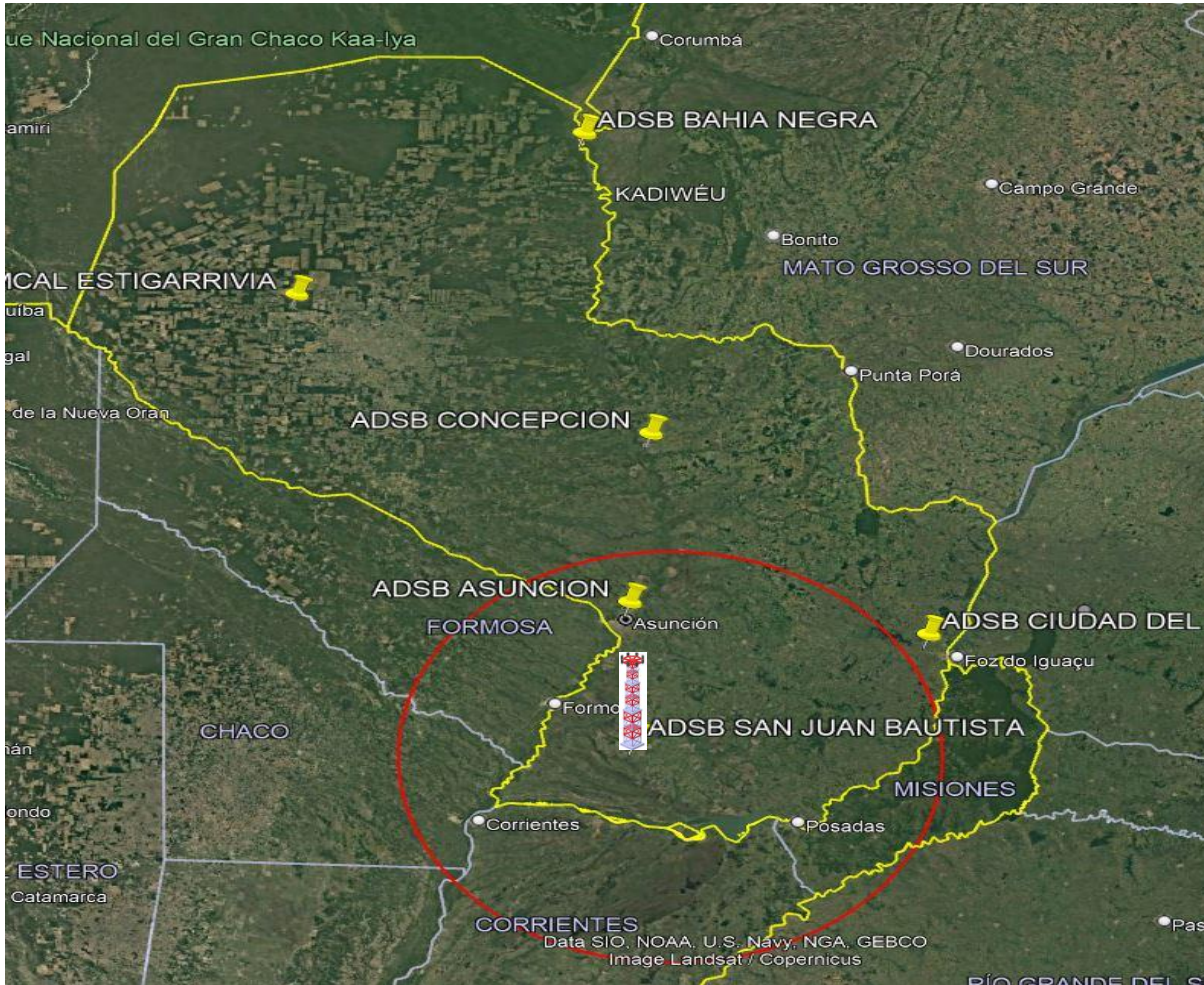 ue Nacional del Gran Chaco Kaa-Iya
Corumbá
ADSB BAHIA NEGRA
amiri
KADIWÉU
Campo Grande
Bonito
MATO GROSSO DEL SUR
MCAL ESTIGARRIVIA
uíba
Dourados
gal
Punta Porá
de la Nueva Oran
ADSB CONCEPCION
ADSB ASUNCION
Asunción
FORMOSA
ADSB CIUDAD DEL
Foz do Iguaçu
Formo
CHACO
ADSB SAN JUAN BAUTISTA
nán
MISIONES
ondo
Corrientes
Posadas
ESTERO
Catamarca
CORRIENTES
Pas
Data SIO, NOAA, U.S. Navy, NGA, GEBCO
Image Landsat / Copernicus
RÍO GRANDE DEL S